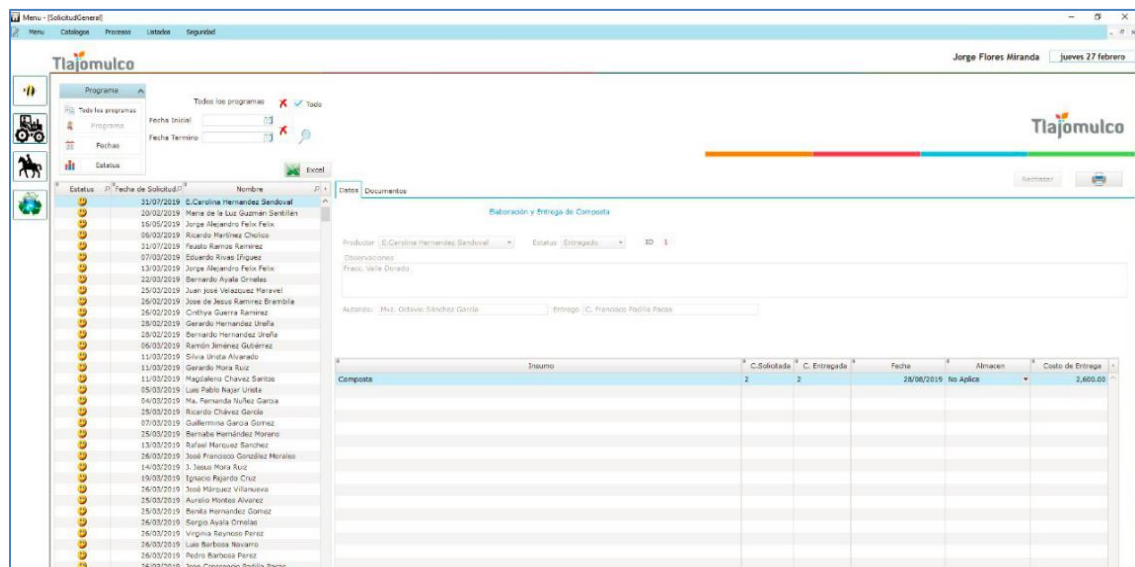 Menu - [SolicitudGeneral]
Menu Catalogos Procesos Listados Seguridad
Tlajomulco
Jorge Flores Miranda jueves 27 febrero
Programa
Todo los programas
Programa
Fechas
Estatus
Todos los programas Todo
Fecha Inicial
Fecha Termino
Excel
Tlajomulco
Rechazar
Estatus Fecha de Solicitud Nombre
31/07/2019 E.Carolina Hernandez Sandoval
20/02/2019 Maria de la Luz Guzmán Santillan
16/05/2019 Jorge Alejandro Felix Felix
06/03/2019 Ricardo Martínez Cholico
31/07/2019 Fausto Ramos Ramirez
07/03/2019 Eduardo Rivas Iñiguez
13/03/2019 Jorge Alejandro Felix Felix
22/03/2019 Bernardo Ayala Ornelas
25/03/2019 Juan josé Velazquez Maravel
26/02/2019 Jose de Jesus Ramirez Brambila
26/02/2019 Cinthya Guerra Ramirez
28/02/2019 Gerardo Hernandez Ureña
28/02/2019 Bernardo Hernandez Ureña
06/03/2019 Ramón Jiménez Gutiérrez
11/03/2019 Silvia Urista Alvarado
11/03/2019 Gerardo Mora Ruiz
11/03/2019 Magdaleno Chavez Santos
05/03/2019 Luis Pablo Najar Urista
04/03/2019 Ma. Fernanda Nuñez Garcia
25/03/2019 Ricardo Chávez García
07/03/2019 Guillermina Garcia Gomez
25/03/2019 Bernabe Hernández Moreno
13/03/2019 Rafael Marquez Sanchez
26/03/2019 José Francisco González Morales
14/03/2019 J. Jesus Mora Ruiz
19/03/2019 Ignacio Fajardo Cruz
26/03/2019 José Márquez Villanueva
25/03/2019 Aurelio Montes Alvarez
25/03/2019 Benita Hernandez Gomez
26/03/2019 Sergio Ayala Ornelas
26/03/2019 Virginia Reynoso Perez
26/03/2019 Luis Barbosa Navarro
26/03/2019 Pedro Barbosa Perez
26/03/2019 Jose Concepcio Padilla Pacas
Datos Documentos
Elaboración y Entrega de Composta
Productor E.Carolina Hernandez Sandoval Estatus Entregado ID 1
Observaciones
Fracc. Valle Dorado
Autorizo: Mvz. Octavio Sánchez García Entrego C. Francisco Padilla Pacas
Insumo C.Solicitada C. Entregada Fecha Almacen Costo de Entrega
Composta 2 2 28/08/2019 No Aplica 2,600.00